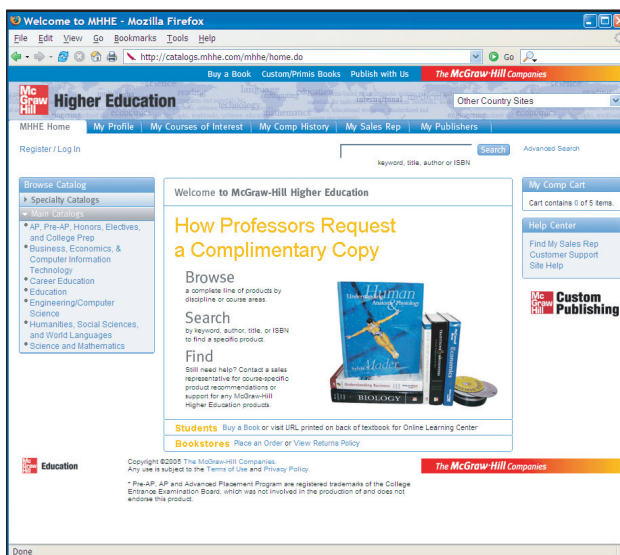 Welcome to MHHE - Mozilla Firefox
File Edit View Go Bookmarks Tools Help
http://catalogs.mhhe.com/mhhe/home.do
Go
Buy a Book Custom/Primis Books Publish with Us
The McGraw-Hill Companies
Mc Graw Hill
Higher Education
Other Country Sites
MHHE Home My Profile My Courses of Interest My Comp History My Sales Rep My Publishers
Register / Log In
Search
Advanced Search
keyword, title, author or ISBN
Browse Catalog
Specialty Catalogs
Main Catalogs
AP, Pre-AP, Honors, Electives,
and College Prep
Business, Economics, &
Computer Information
Technology
Career Education
Education
Engineering/Computer
Science
Humanities, Social Sciences,
and World Languages
Science and Mathematics
Welcome to McGraw-Hill Higher Education
How Professors Request
a Complimentary Copy
Browse
a complete line of products by
discipline or course areas.
Search
by keyword, author, title, or ISBN
to find a specific product.
Find
Still need help? Contact a sales
representative for course-specific
product recommendations or
support for any McGraw-Hill
Higher Education products.
Human
Anatomy Physiology
Sylvia
Mader
Understanding Business
BIOLOGY
Economics
Students Buy a Book or visit URL printed on back of textbook for Online Learning Center
Bookstores Place an Order or View Returns Policy
My Comp Cart
Cart contains 0 of 5 items.
Help Center
Find My Sales Rep
Customer Support
Site Help
Mc Graw Hill
Custom
Publishing
Mc Graw Hill
Education
Copyright ©2005 The McGraw-Hill Companies.
Any use is subject to the Terms of Use and Privacy Policy.
The McGraw-Hill Companies
* Pre-AP, AP and Advanced Placement Program are registered trademarks of the College
Entrance Examination Board, which was not involved in the production of and does not
endorse this product.
Done